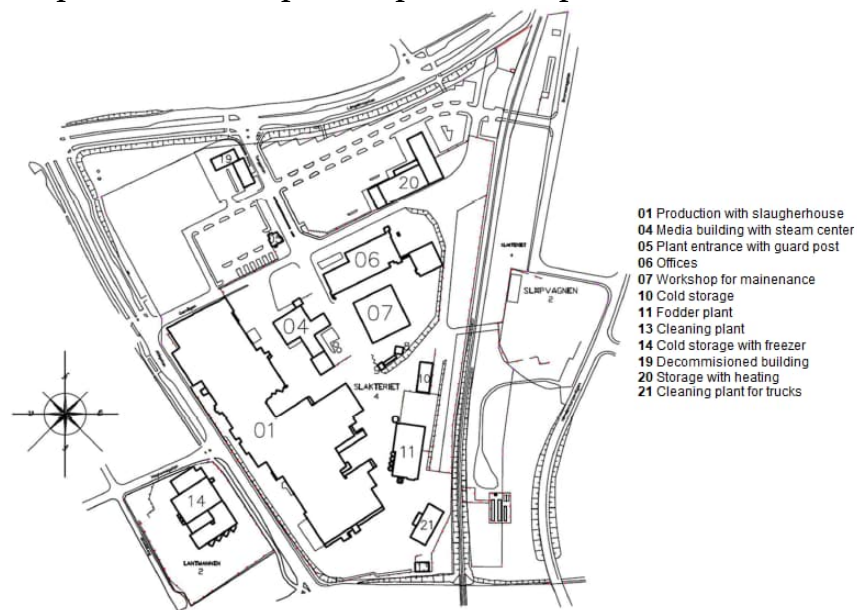 19
20
06
04
07
SLÄPVAGNEN
2
SLAKTERIET
4
10
01
11
14
21
LANTMANNEN
2
01 Production with slaugherhouse
04 Media building with steam center
05 Plant entrance with guard post
06 Offices
07 Workshop for mainenance
10 Cold storage
11 Fodder plant
13 Cleaning plant
14 Cold storage with freezer
19 Decommisioned building
20 Storage with heating
21 Cleaning plant for trucks